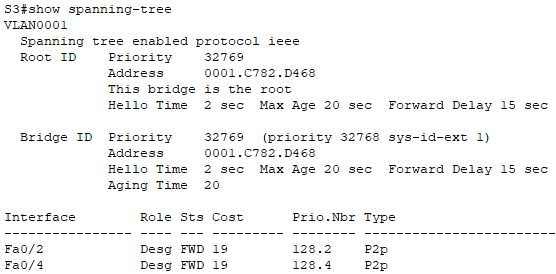 S3#show spanning-tree
VLAN0001
  Spanning tree enabled protocol ieee
  Root ID    Priority    32769
             Address     0001.C782.D468
             This bridge is the root
             Hello Time  2 sec  Max Age 20 sec  Forward Delay 15 sec

  Bridge ID  Priority    32769  (priority 32768 sys-id-ext 1)
             Address     0001.C782.D468
             Hello Time  2 sec  Max Age 20 sec  Forward Delay 15 sec
             Aging Time  20

Interface        Role Sts Cost      Prio.Nbr Type
---------------- ---- --- --------- -------- --------------------------------
Fa0/2            Desg FWD 19        128.2    P2p
Fa0/4            Desg FWD 19        128.4    P2p